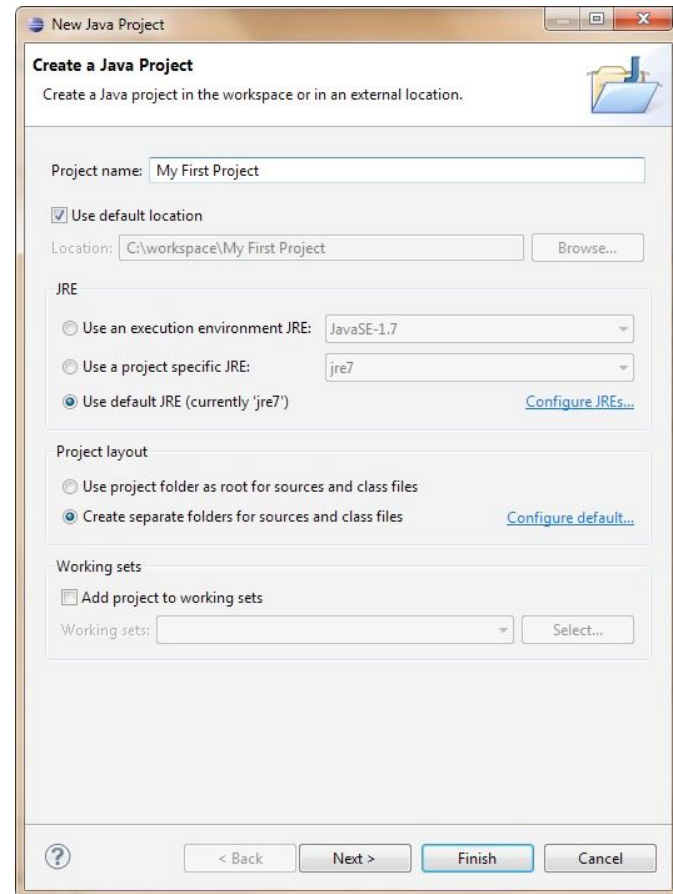 New Java Project
Create a Java Project
Create a Java project in the workspace or in an external location.
Project name: My First Project
Use default location
Location: C:\workspace\My First Project Browse...
JRE
Use an execution environment JRE: JavaSE-1.7
Use a project specific JRE: jre7
Use default JRE (currently 'jre7') Configure JREs...
Project layout
Use project folder as root for sources and class files
Create separate folders for sources and class files Configure default...
Working sets
Add project to working sets
Working sets: Select...
? < Back Next > Finish Cancel